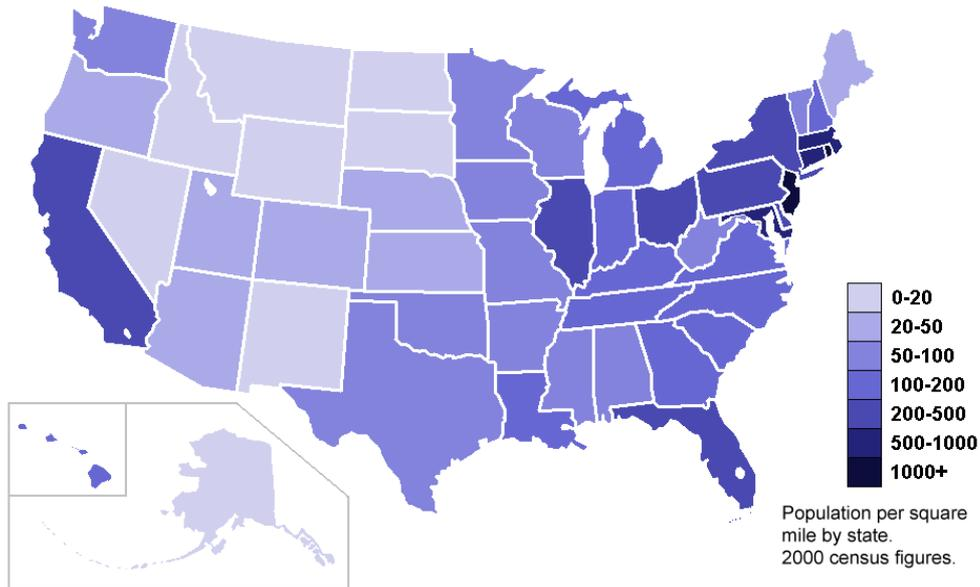 0-20
20-50
50-100
100-200
200-500
500-1000
1000+
Population per square
mile by state.
2000 census figures.